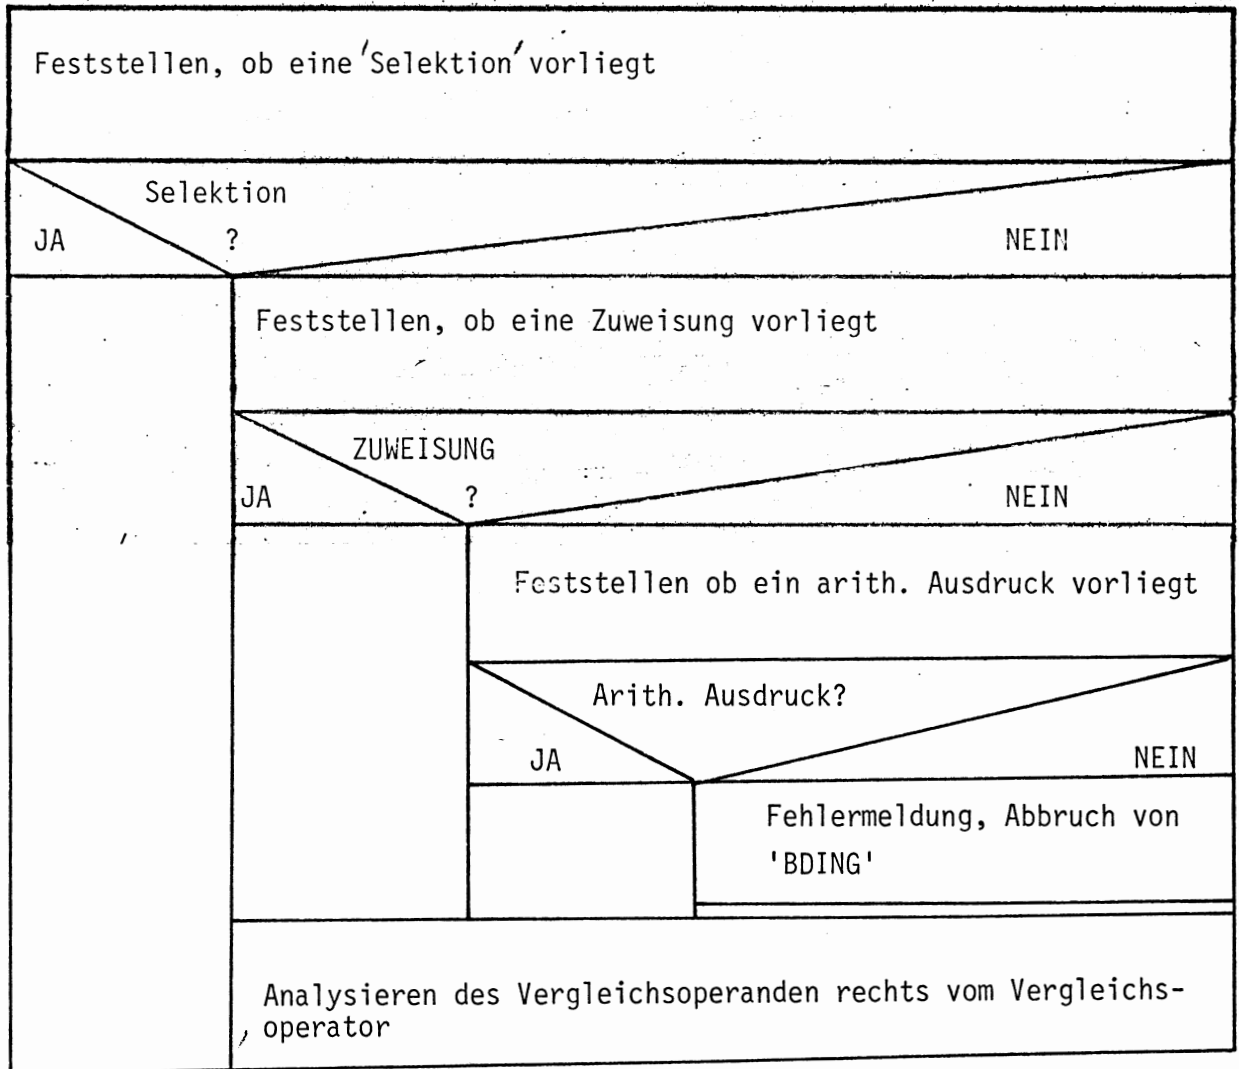 Feststellen, ob eine 'Selektion' vorliegt
Selektion
JA ? NEIN
Feststellen, ob eine Zuweisung vorliegt
ZUWEISUNG
JA ? NEIN
Feststellen ob ein arith. Ausdruck vorliegt
Arith. Ausdruck?
JA NEIN
Fehlermeldung, Abbruch von
'BDING'
Analysieren des Vergleichsoperanden rechts vom Vergleichs-
operator